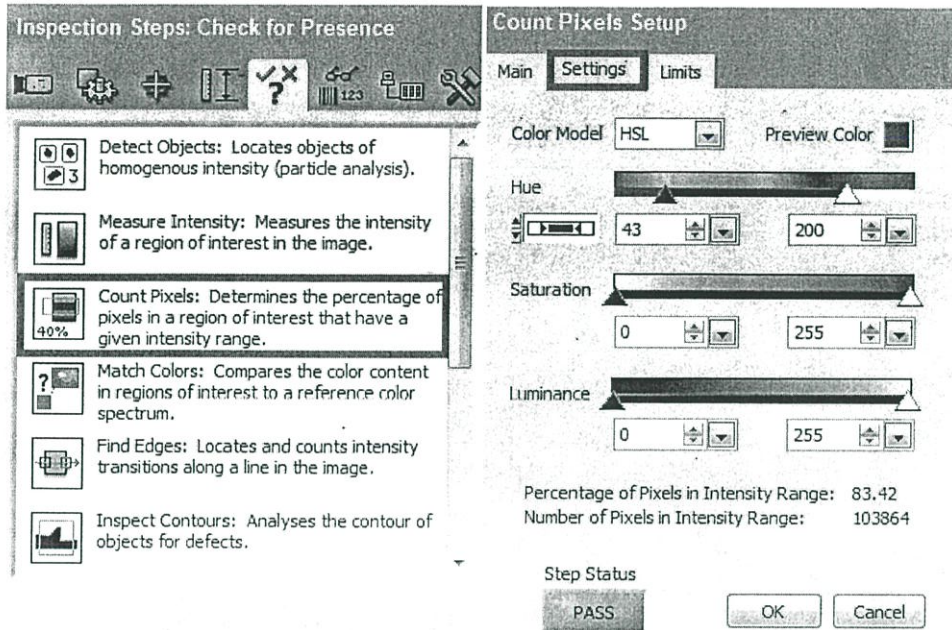 Inspection Steps: Check for Presence
?
123
3
Detect Objects: Locates objects of
homogenous intensity (particle analysis).
Measure Intensity: Measures the intensity
of a region of interest in the image.
40%
Count Pixels: Determines the percentage of
pixels in a region of interest that have a
given intensity range.
?
Match Colors: Compares the color content
in regions of interest to a reference color
spectrum.
Find Edges: Locates and counts intensity
transitions along a line in the image.
Inspect Contours: Analyses the contour of
objects for defects.
Count Pixels Setup
Main Settings Limits
Color Model HSL Preview Color
Hue
43 200
Saturation
0 255
Luminance
0 255
Percentage of Pixels in Intensity Range: 83.42
Number of Pixels in Intensity Range: 103864
Step Status
PASS OK Cancel